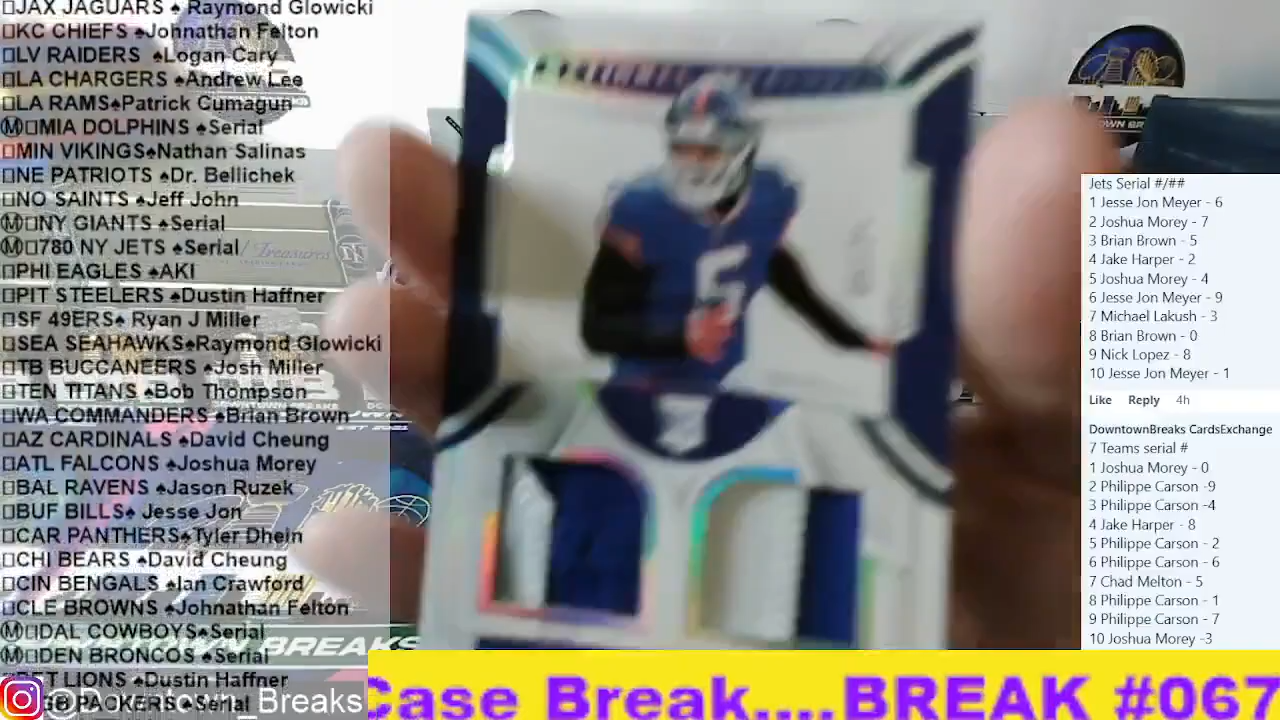 ▯JAX JAGUARS ♠ Raymond Glowicki
▯KC CHIEFS ♠Johnathan Felton
▯LV RAIDERS ♠Logan Cary
▯LA CHARGERS ♠Andrew Lee
▯LA RAMS♠Patrick Cumagun
Ⓜ▯MIA DOLPHINS ♠Serial
▯MIN VIKINGS♠Nathan Salinas
▯NE PATRIOTS ♠Dr. Bellichek
▯NO SAINTS ♠Jeff John
Ⓜ▯NY GIANTS ♠Serial
Ⓜ▯780 NY JETS ♠Serial
▯PHI EAGLES ♠AKI
▯PIT STEELERS ♠Dustin Haffner
▯SF 49ERS♠ Ryan J Miller
▯SEA SEAHAWKS♠Raymond Glowicki
▯TB BUCCANEERS ♠Josh Miller
▯TEN TITANS ♠Bob Thompson
▯WA COMMANDERS ♠Brian Brown
▯AZ CARDINALS ♠David Cheung
▯ATL FALCONS ♠Joshua Morey
▯BAL RAVENS ♠Jason Ruzek
▯BUF BILLS♠ Jesse Jon
▯CAR PANTHERS♠Tyler Dhein
▯CHI BEARS ♠David Cheung
▯CIN BENGALS ♠Ian Crawford
▯CLE BROWNS ♠Johnathan Felton
Ⓜ▯DAL COWBOYS♠Serial
Ⓜ▯DEN BRONCOS ♠Serial
DET LIONS ♠Dustin Haffner
GB PACKERS♠Serial
@Downtown_Breaks
Treasures
BREAKS
EST 2021
5
OWN BR
Jets Serial #/##
1 Jesse Jon Meyer - 6
2 Joshua Morey - 7
3 Brian Brown - 5
4 Jake Harper - 2
5 Joshua Morey - 4
6 Jesse Jon Meyer - 9
7 Michael Lakush - 3
8 Brian Brown - 0
9 Nick Lopez - 8
10 Jesse Jon Meyer - 1
Like Reply 4h
DowntownBreaks CardsExchange
7 Teams serial #
1 Joshua Morey - 0
2 Philippe Carson -9
3 Philippe Carson -4
4 Jake Harper - 8
5 Philippe Carson - 2
6 Philippe Carson - 6
7 Chad Melton - 5
8 Philippe Carson - 1
9 Philippe Carson - 7
10 Joshua Morey -3
Case Break....BREAK #067